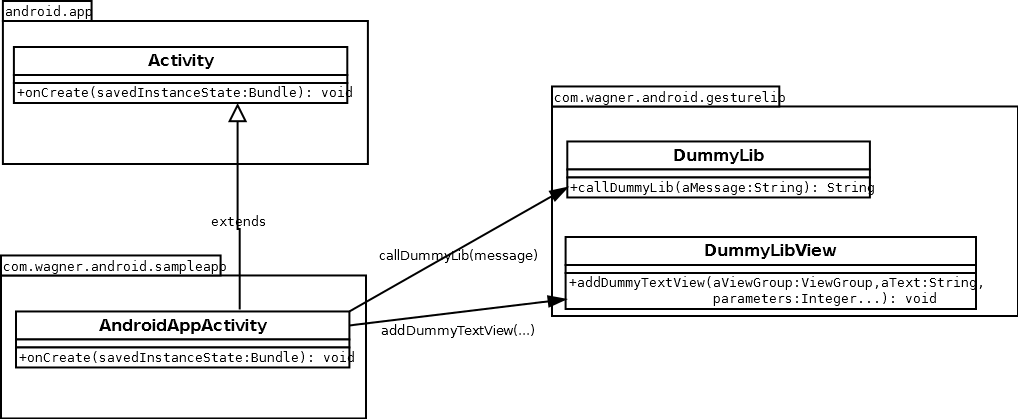 android.app
Activity
+onCreate(savedInstanceState:Bundle): void
extends
com.wagner.android.sampleapp
AndroidAppActivity
+onCreate(savedInstanceState:Bundle): void
callDummyLib(message)
addDummyTextView(...)
com.wagner.android.gesturelib
DummyLib
+callDummyLib(aMessage:String): String
DummyLibView
+addDummyTextView(aViewGroup:ViewGroup,aText:String,
parameters:Integer...): void